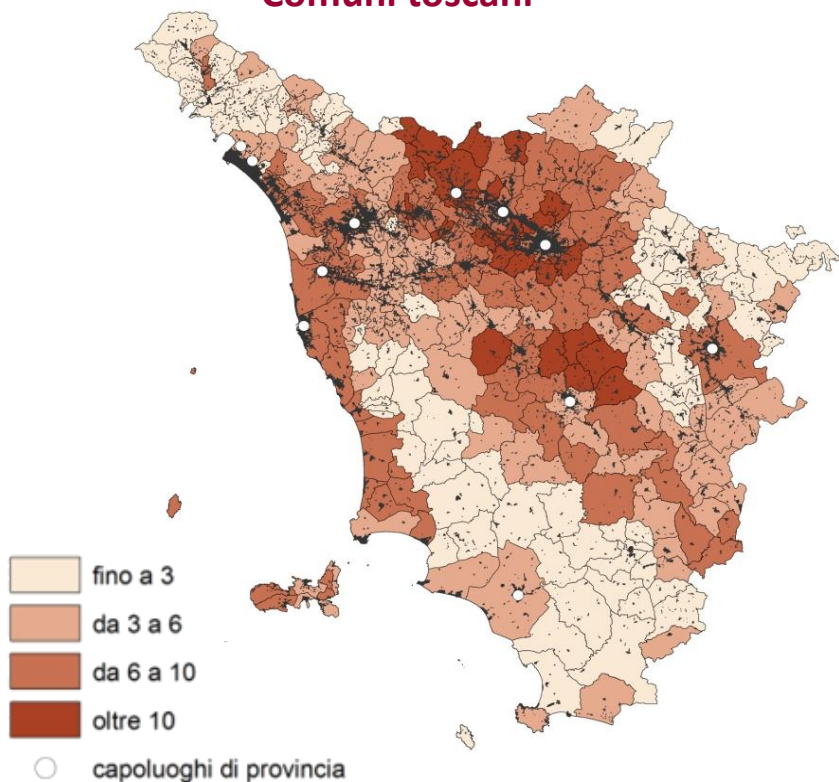 Comuni toscani
fino a 3
da 3 a 6
da 6 a 10
oltre 10
capoluoghi di provincia